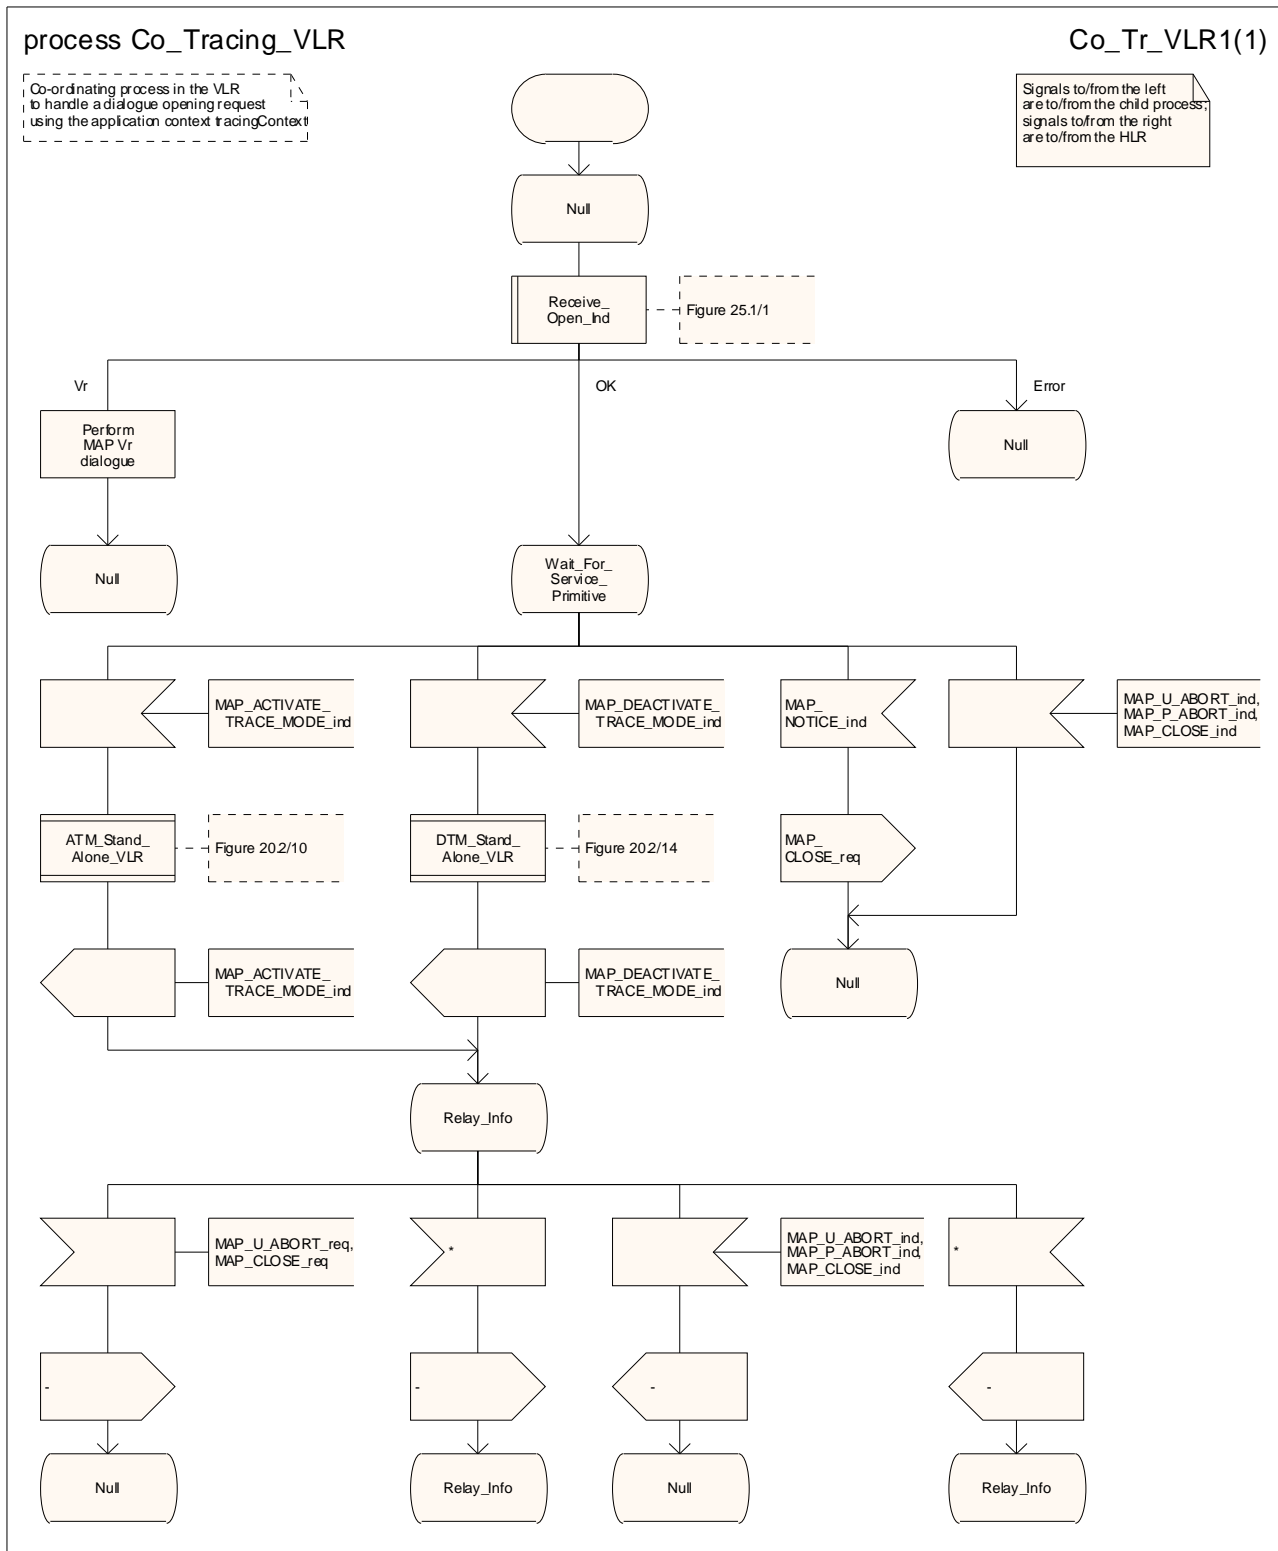 process Co_Tracing_VLR
Co_Tr_VLR1(1)
Co-ordinating process in the VLR
to handle a dialogue opening request
using the application context tracingContext
Signals to/from the left
are to/from the child process;
signals to/from the right
are to/from the HLR
Null
Receive_
Open_Ind
Figure 25.1/1
Vr
OK
Error
Perform
MAP Vr
dialogue
Null
Null
Wait_For_
Service_
Primitive
MAP_ACTIVATE_
TRACE_MODE_ind
MAP_DEACTIVATE_
TRACE_MODE_ind
MAP_
NOTICE_ind
MAP_U_ABORT_ind,
MAP_P_ABORT_ind,
MAP_CLOSE_ind
ATM_Stand_
Alone_VLR
Figure 20.2/10
DTM_Stand_
Alone_VLR
Figure 20.2/14
MAP_
CLOSE_req
MAP_ACTIVATE_
TRACE_MODE_ind
MAP_DEACTIVATE_
TRACE_MODE_ind
Null
Relay_Info
MAP_U_ABORT_req,
MAP_CLOSE_req
*
MAP_U_ABORT_ind,
MAP_P_ABORT_ind,
MAP_CLOSE_ind
*
-
-
-
-
Null
Relay_Info
Null
Relay_Info